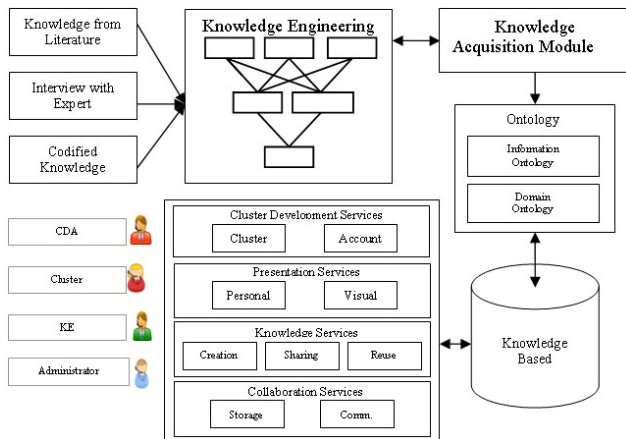 Knowledge from
Literature
Interview with
Expert
Codified
Knowledge
Knowledge Engineering
Knowledge
Acquisition Module
Ontology
Information
Ontology
Domain
Ontology
CDA
Cluster
KE
Administrator
Cluster Development Services
Cluster
Account
Presentation Services
Personal
Visual
Knowledge Services
Creation
Sharing
Reuse
Collaboration Services
Storage
Comm.
Knowledge
Based